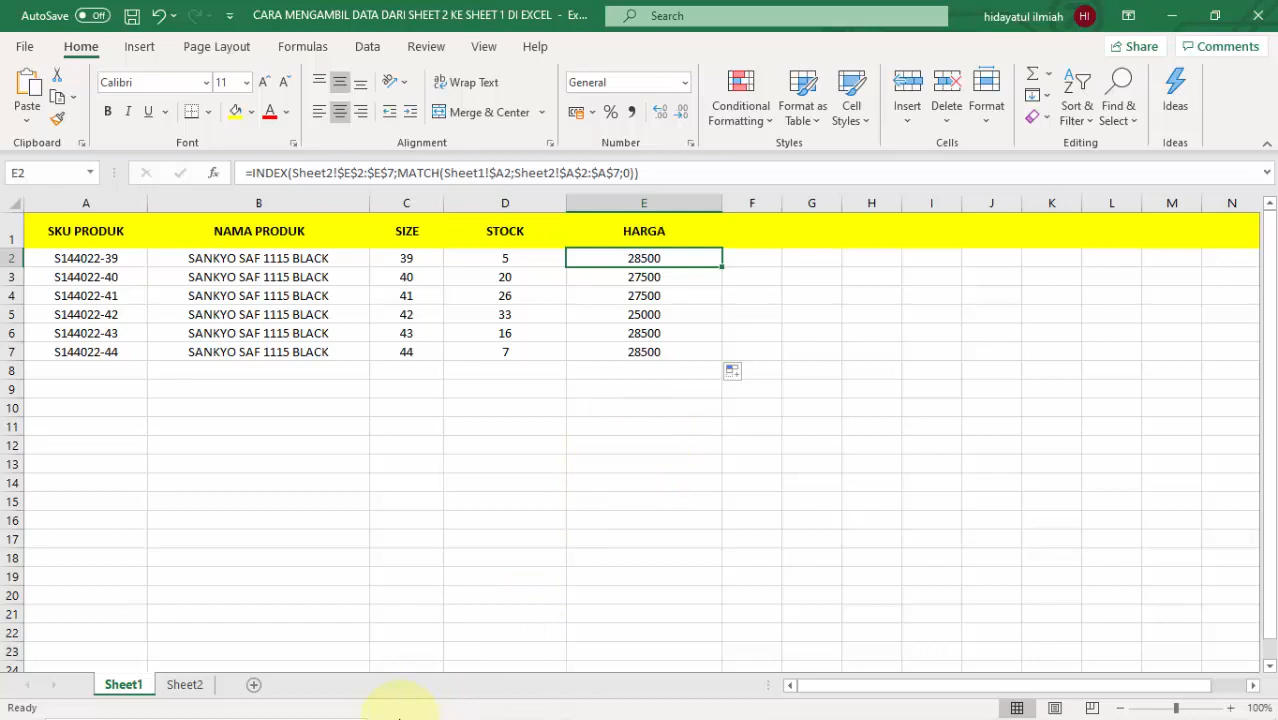 AutoSave Off CARA MENGAMBIL DATA DARI SHEET 2 KE SHEET 1 DI EXCEL - Ex... Search hidayatul ilmiah HI
File Home Insert Page Layout Formulas Data Review View Help Share Comments
Paste Calibri 11 Wrap Text General Conditional Formatting Format as Table Cell Styles Insert Delete Format Sort & Filter Find & Select Ideas
B I U A Merge & Center % ,
Clipboard Font Alignment Number Styles Cells Editing Ideas
E2 fx =INDEX(Sheet2!$E$2:$E$7;MATCH(Sheet1!$A2;Sheet2!$A$2:$A$7;0))
A B C D E F G H I J K L M N
1 SKU PRODUK NAMA PRODUK SIZE STOCK HARGA
2 S144022-39 SANKYO SAF 1115 BLACK 39 5 28500
3 S144022-40 SANKYO SAF 1115 BLACK 40 20 27500
4 S144022-41 SANKYO SAF 1115 BLACK 41 26 27500
5 S144022-42 SANKYO SAF 1115 BLACK 42 33 25000
6 S144022-43 SANKYO SAF 1115 BLACK 43 16 28500
7 S144022-44 SANKYO SAF 1115 BLACK 44 7 28500
8
9
10
11
12
13
14
15
16
17
18
19
20
21
22
23
24
Sheet1 Sheet2
Ready 100%